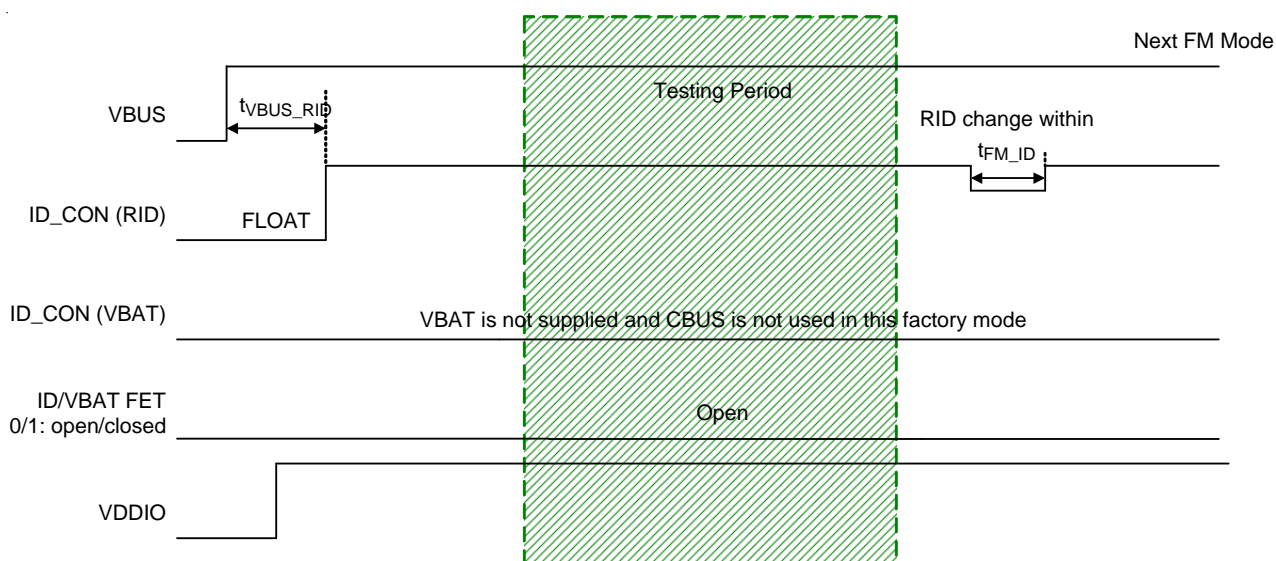 Next FM Mode
VBUS
tVBUS_RID
Testing Period
RID change within
tFM_ID
ID_CON (RID)
FLOAT
ID_CON (VBAT)
VBAT is not supplied and CBUS is not used in this factory mode
ID/VBAT FET
0/1: open/closed
Open
VDDIO